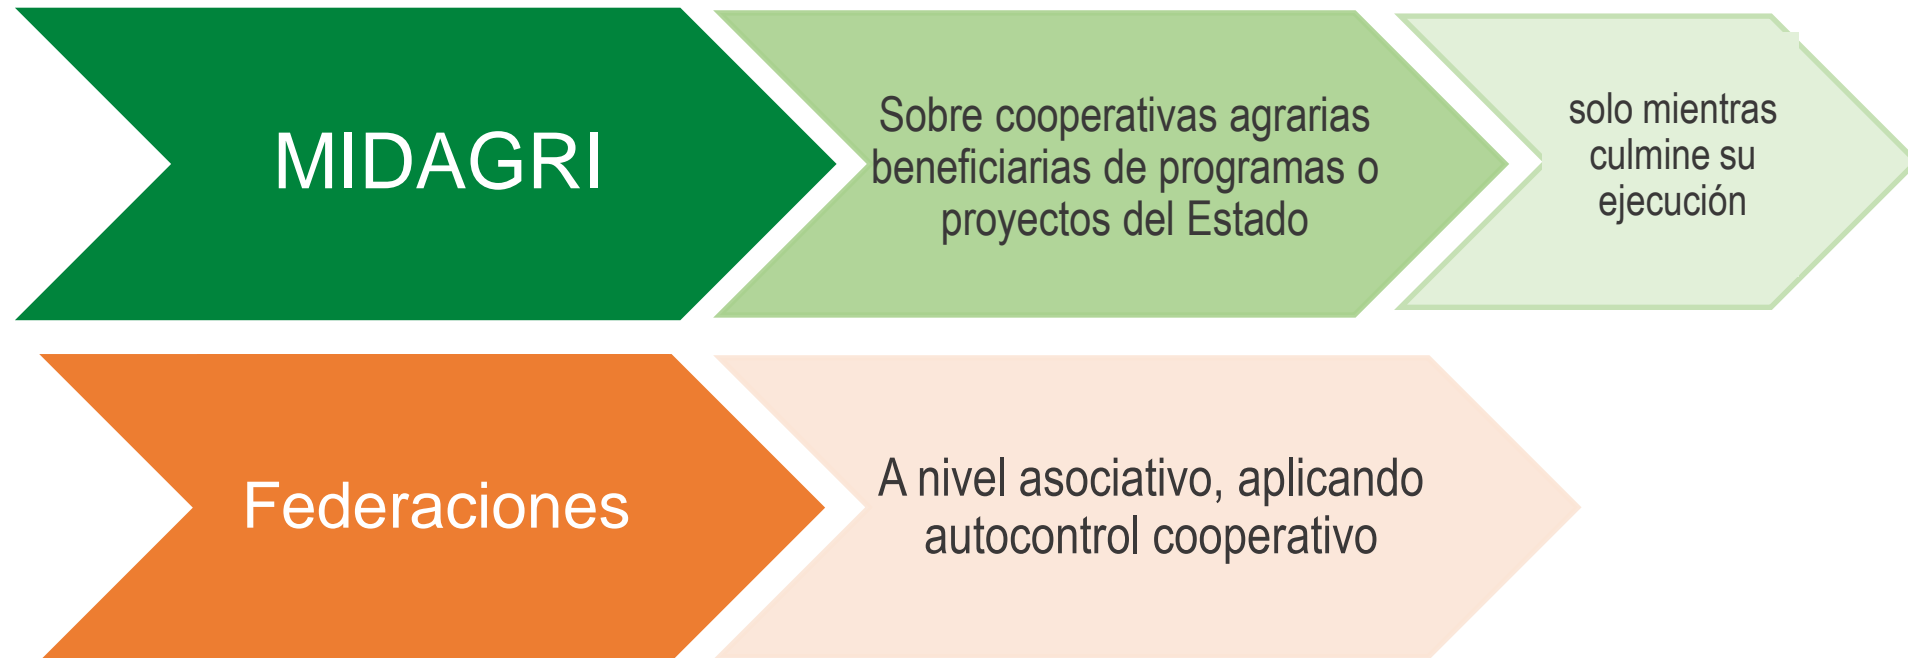 MIDAGRI
Sobre cooperativas agrarias
beneficiarias de programas o
proyectos del Estado
solo mientras
culmine su
ejecución
Federaciones
A nivel asociativo, aplicando
autocontrol cooperativo